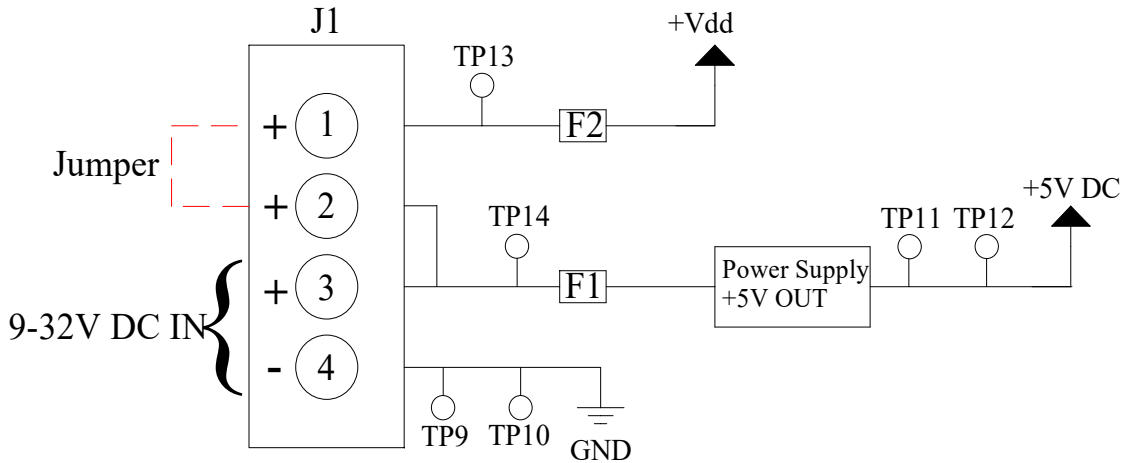 J1
+Vdd
TP13
+ 1
F2
Jumper
+ 2
TP14
TP11
TP12
+5V DC
+ 3
F1
Power Supply
+5V OUT
9-32V DC IN
- 4
TP9
TP10
GND